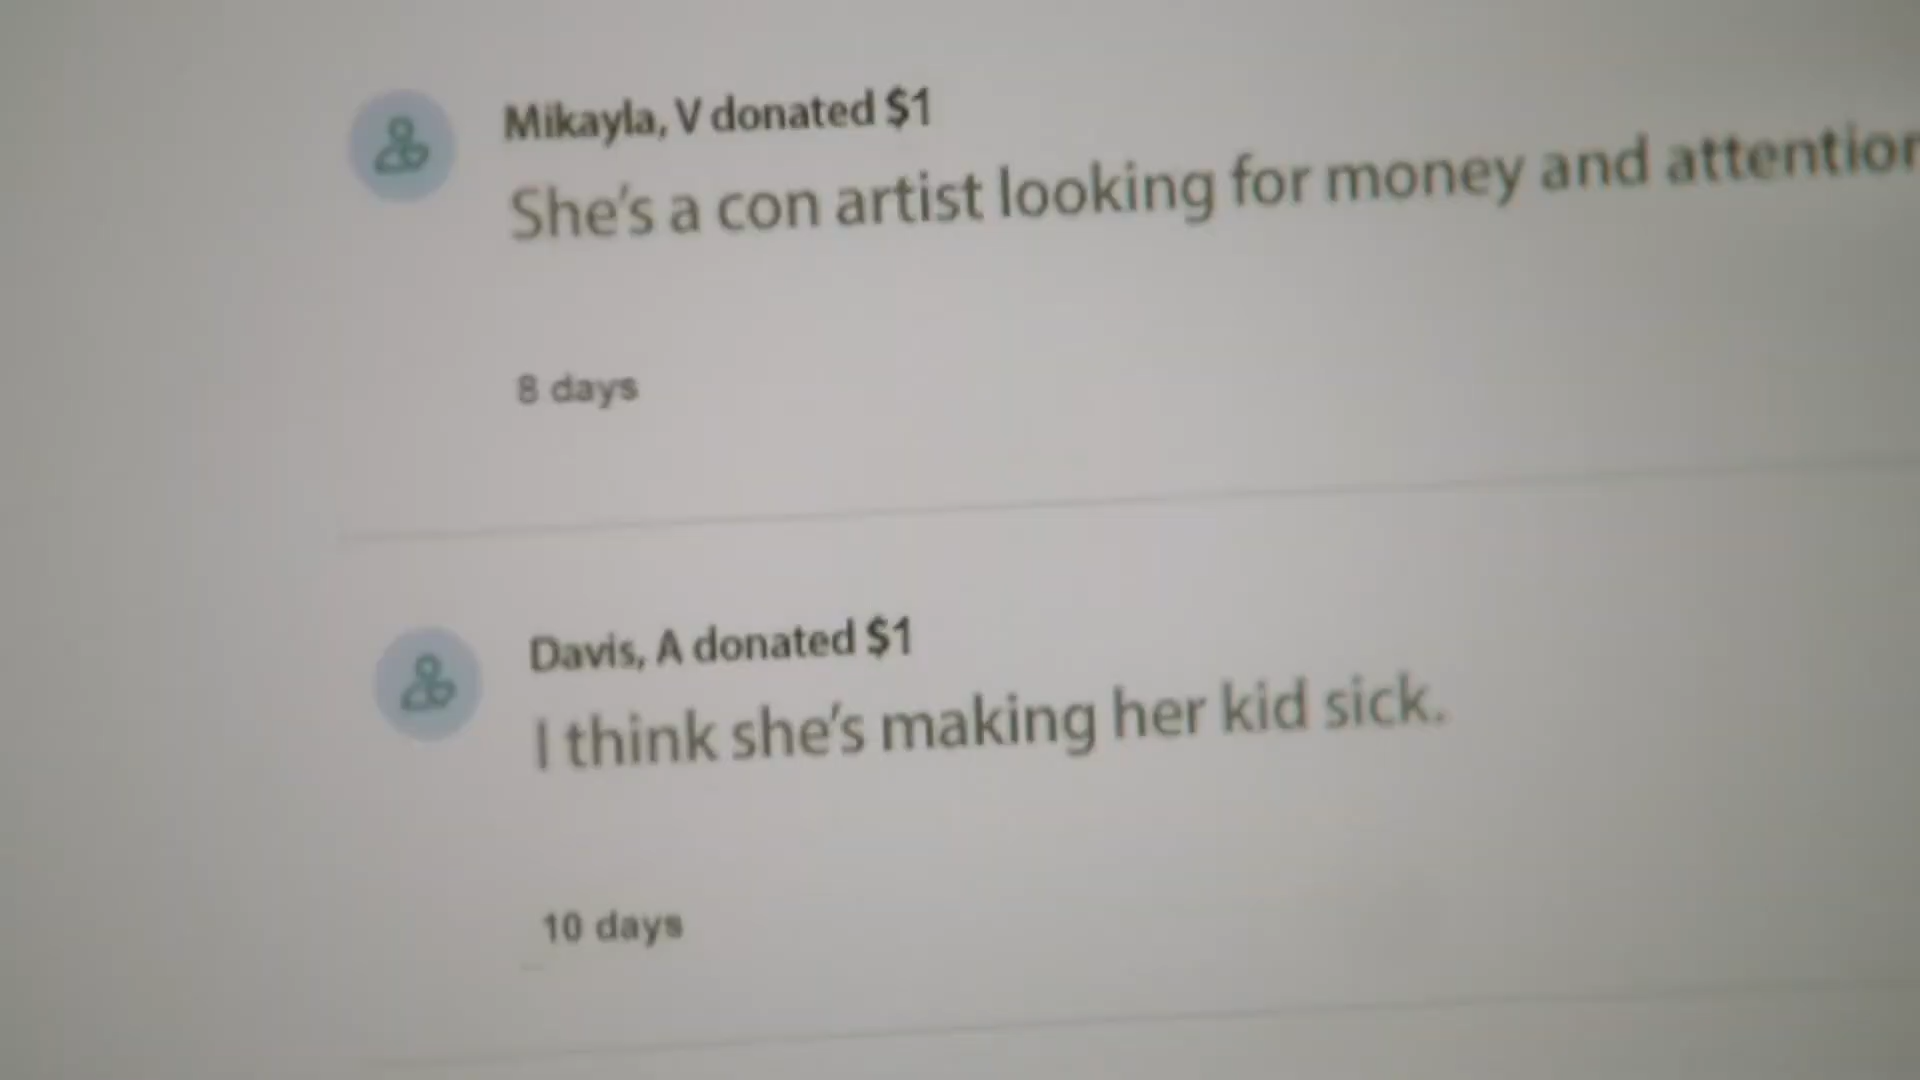 Mikayla, V donated $1
She's a con artist looking for money and attention
8 days
Davis, A donated $1
I think she's making her kid sick.
10 days